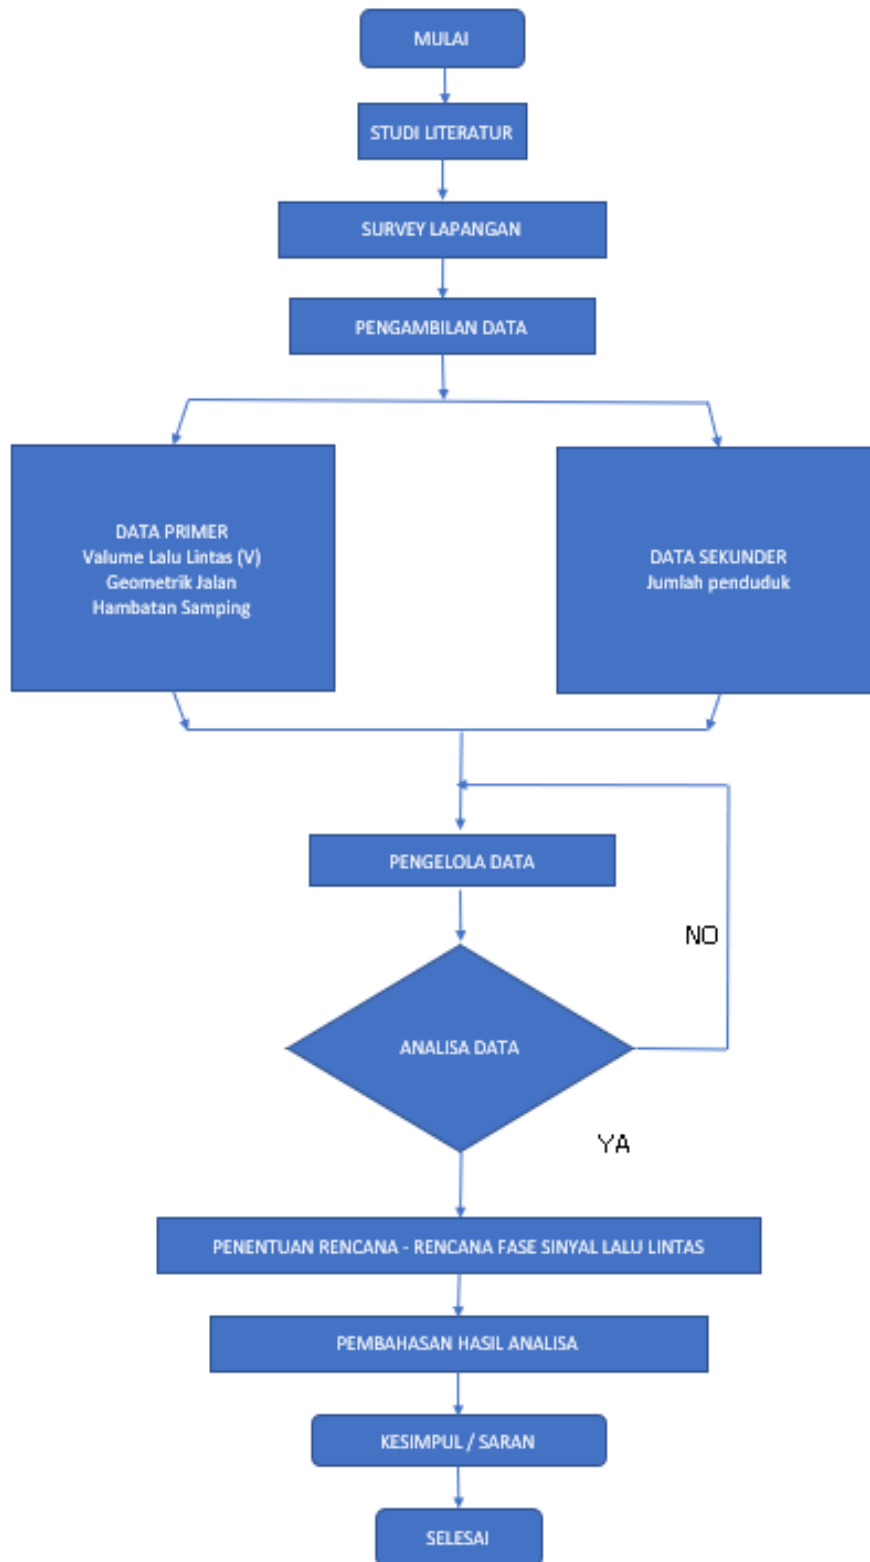 MULAI
STUDI LITERATUR
SURVEY LAPANGAN
PENGAMBILAN DATA
DATA PRIMER
Valume Lalu Lintas (V)
Geometrik Jalan
Hambatan Samping
DATA SEKUNDER
Jumlah penduduk
PENGELOLA DATA
NO
ANALISA DATA
YA
PENENTUAN RENCANA - RENCANA FASE SINYAL LALU LINTAS
PEMBAHASAN HASIL ANALISA
KESIMPUL / SARAN
SELESAI